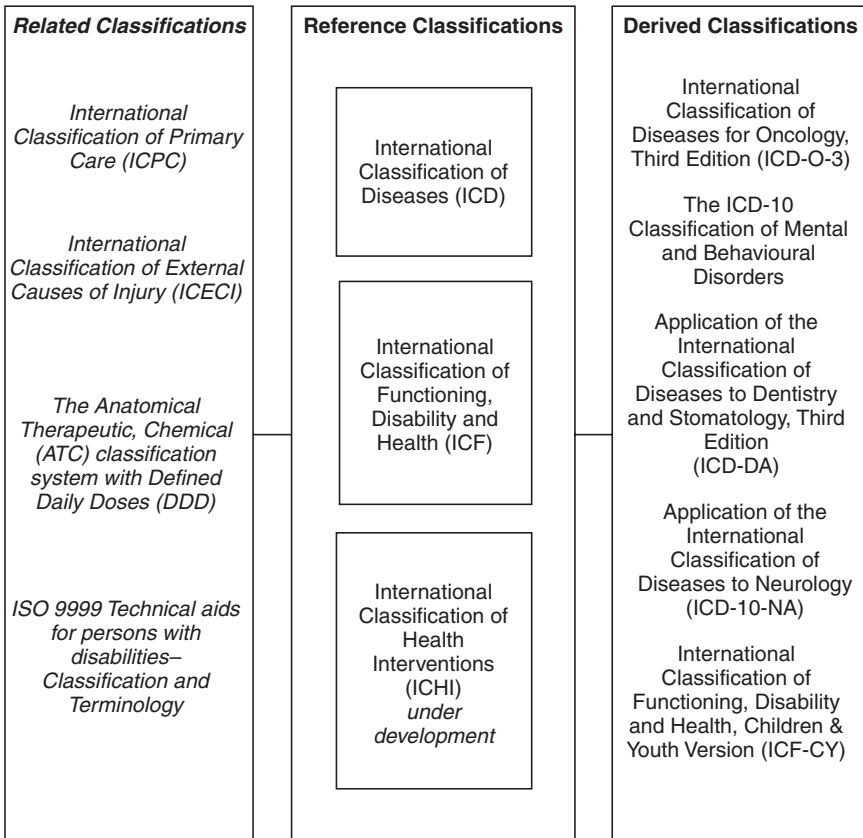 Related Classifications
International
Classification of Primary
Care (ICPC)
International
Classification of External
Causes of Injury (ICECI)
The Anatomical
Therapeutic, Chemical
(ATC) classification
system with Defined
Daily Doses (DDD)
ISO 9999 Technical aids
for persons with
disabilities–
Classification and
Terminology
Reference Classifications
International
Classification of
Diseases (ICD)
International
Classification of
Functioning,
Disability and
Health (ICF)
International
Classification of
Health
Interventions
(ICHI)
under
development
Derived Classifications
International
Classification of
Diseases for Oncology,
Third Edition (ICD-O-3)
The ICD-10
Classification of Mental
and Behavioural
Disorders
Application of the
International
Classification of
Diseases to Dentistry
and Stomatology, Third
Edition
(ICD-DA)
Application of the
International
Classification of
Diseases to Neurology
(ICD-10-NA)
International
Classification of
Functioning, Disability
and Health, Children &
Youth Version (ICF-CY)